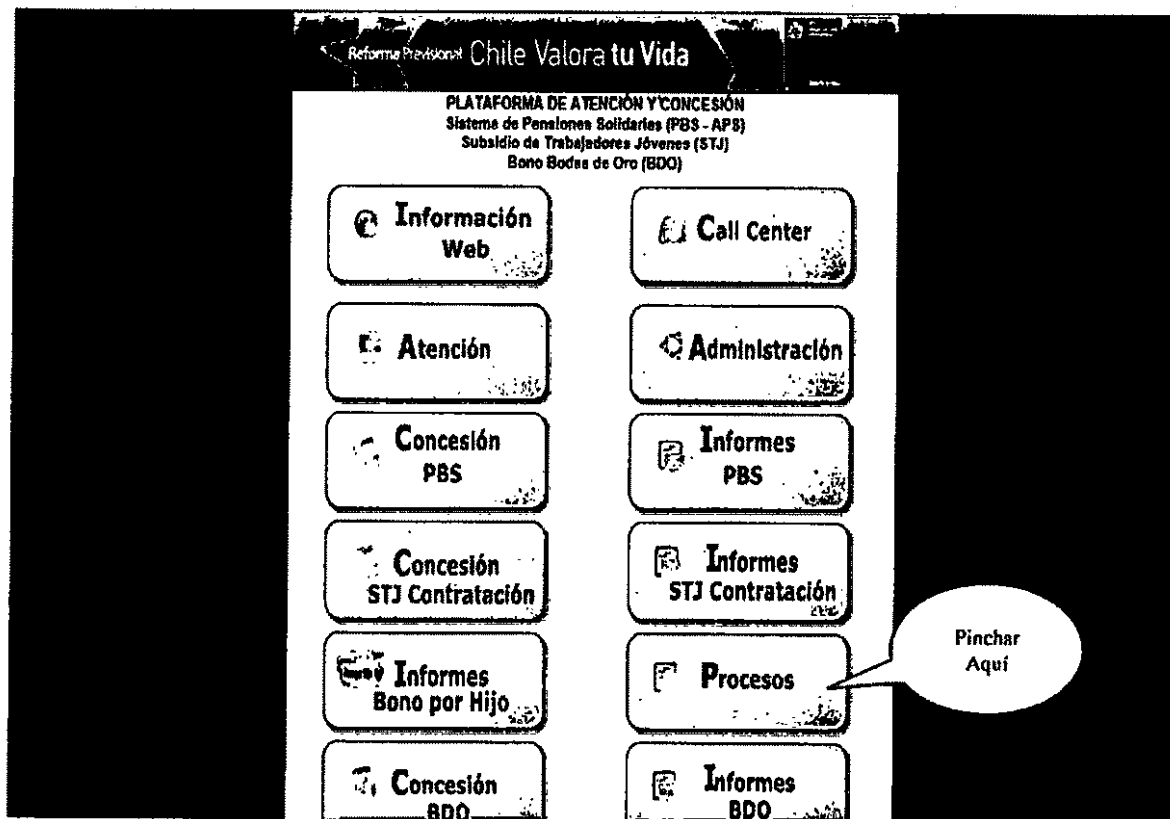 Reforma Previsional Chile Valora tu Vida
PLATAFORMA DE ATENCIÓN Y CONCESIÓN
Sistema de Pensiones Solidarias (PBS - APS)
Subsidio de Trabajadores Jóvenes (STJ)
Bono Bodas de Oro (BDO)
Información
Web
Call Center
Atención
Administración
Concesión
PBS
Informes
PBS
Concesión
STJ Contratación
Informes
STJ Contratación
Informes
Bono por Hijo
Procesos
Pinchar
Aquí
Concesión
BDO
Informes
BDO